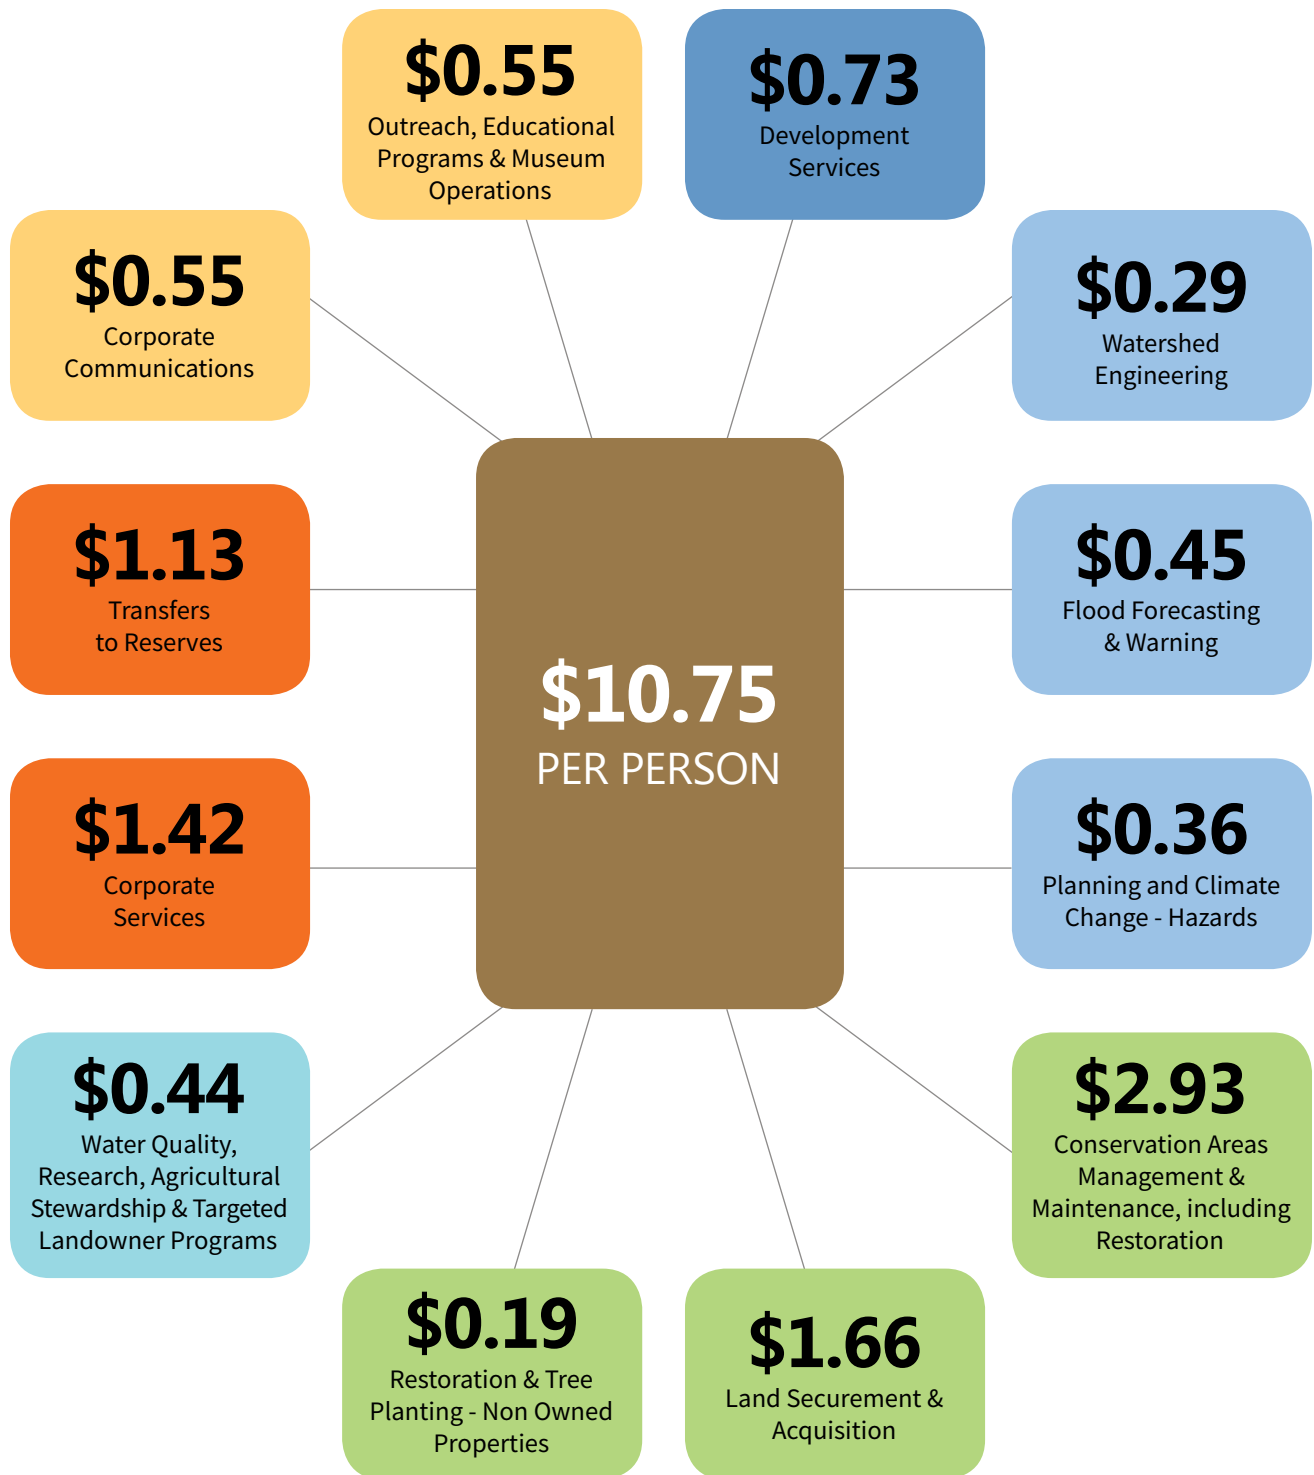 $0.55
Outreach, Educational
Programs & Museum
Operations
$0.73
Development
Services
$0.55
Corporate
Communications
$0.29
Watershed
Engineering
$1.13
Transfers
to Reserves
$0.45
Flood Forecasting
& Warning
$10.75
PER PERSON
$1.42
Corporate
Services
$0.36
Planning and Climate
Change - Hazards
$0.44
Water Quality,
Research, Agricultural
Stewardship & Targeted
Landowner Programs
$2.93
Conservation Areas
Management &
Maintenance, including
Restoration
$0.19
Restoration & Tree
Planting - Non Owned
Properties
$1.66
Land Securement &
Acquisition